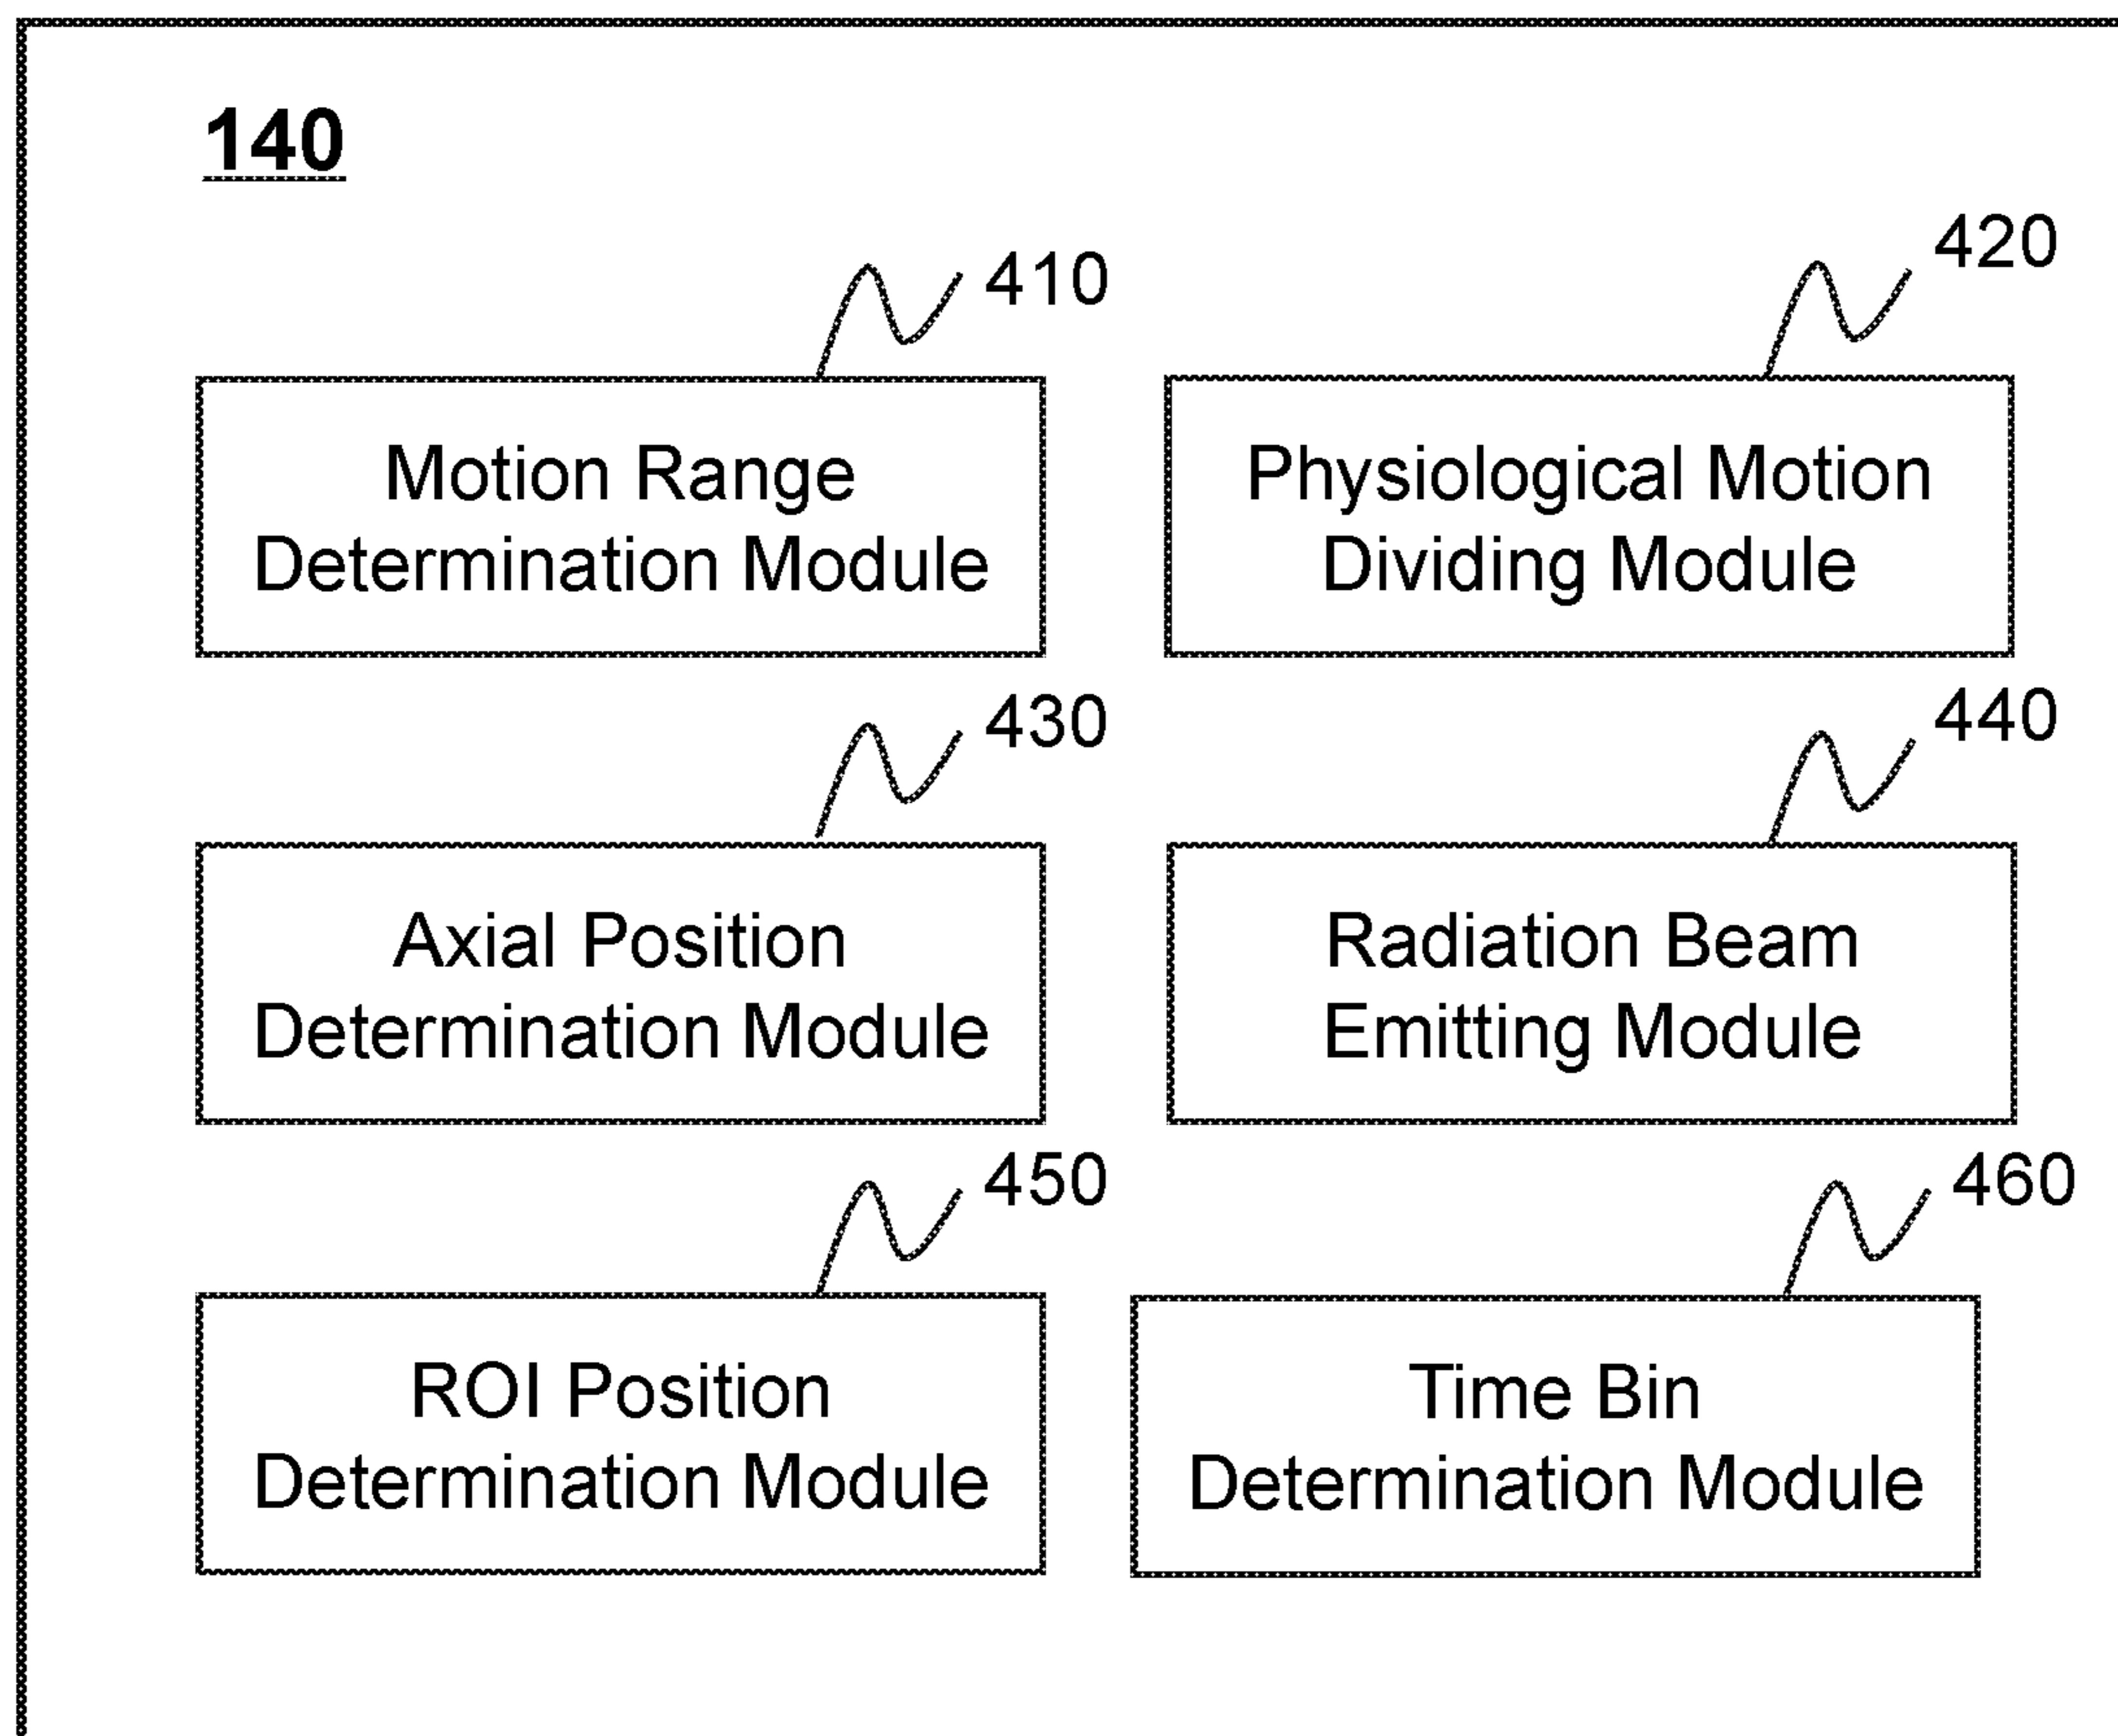 140
410
420
Motion Range
Determination Module
Physiological Motion
Dividing Module
430
440
Axial Position
Determination Module
Radiation Beam
Emitting Module
450
460
ROI Position
Determination Module
Time Bin
Determination Module